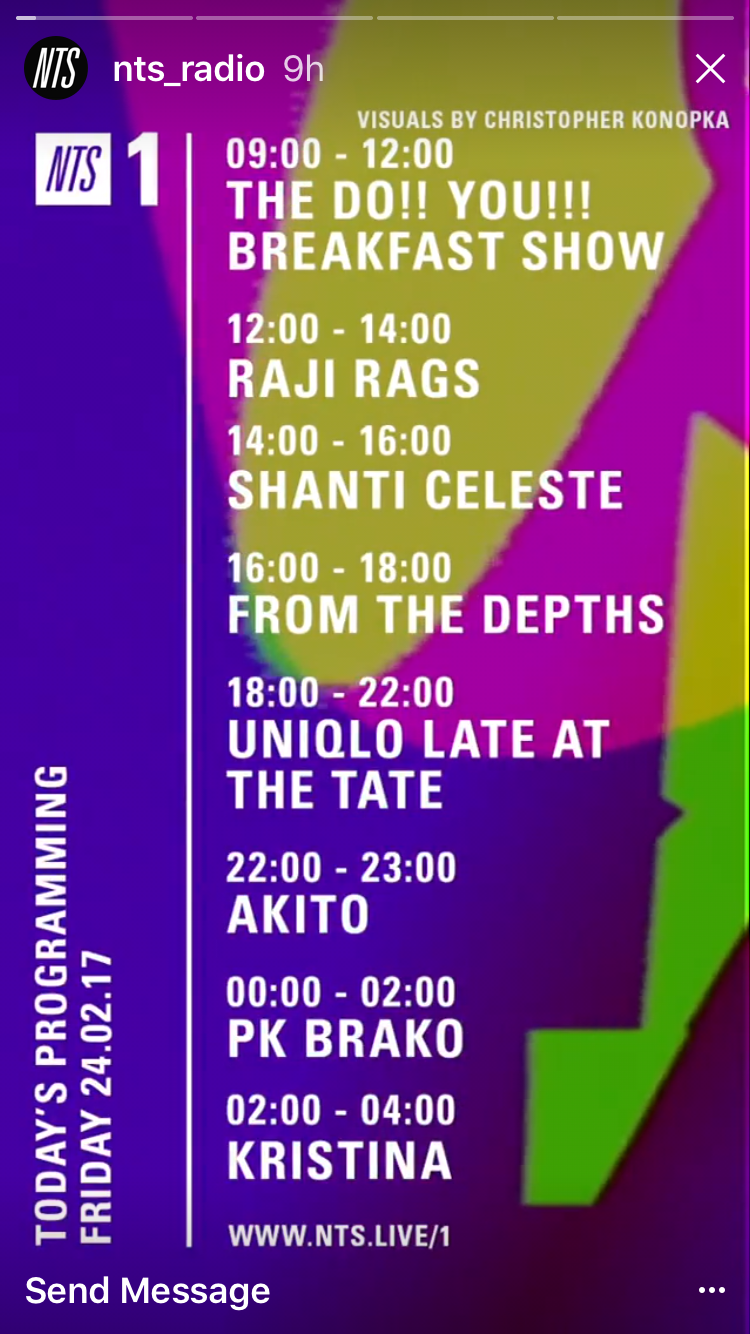 NTS nts_radio 9h
VISUALS BY CHRISTOPHER KONOPKA
NTS 1
09:00 - 12:00
THE DO!! YOU!!!
BREAKFAST SHOW
12:00 - 14:00
RAJI RAGS
14:00 - 16:00
SHANTI CELESTE
16:00 - 18:00
FROM THE DEPTHS
18:00 - 22:00
UNIQLO LATE AT
THE TATE
22:00 - 23:00
AKITO
00:00 - 02:00
PK BRAKO
02:00 - 04:00
KRISTINA
WWW.NTS.LIVE/1
TODAY'S PROGRAMMING
FRIDAY 24.02.17
Send Message